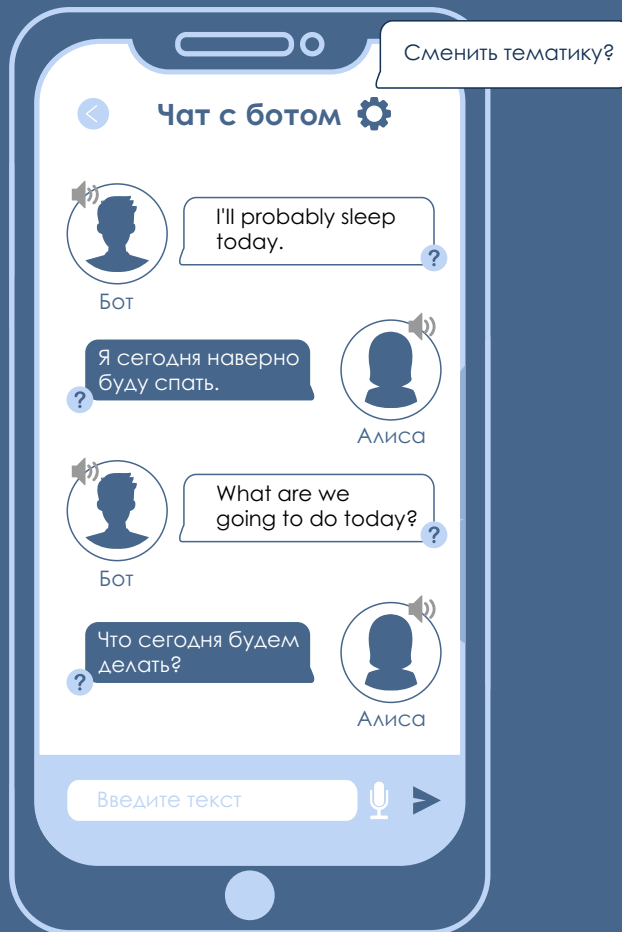 Сменить тематику?
Чат с ботом
I'll probably sleep
today.
?
Бот
Я сегодня наверно
буду спать.
?
Алиса
What are we
going to do today?
?
Бот
Что сегодня будем
делать?
?
Алиса
Введите текст